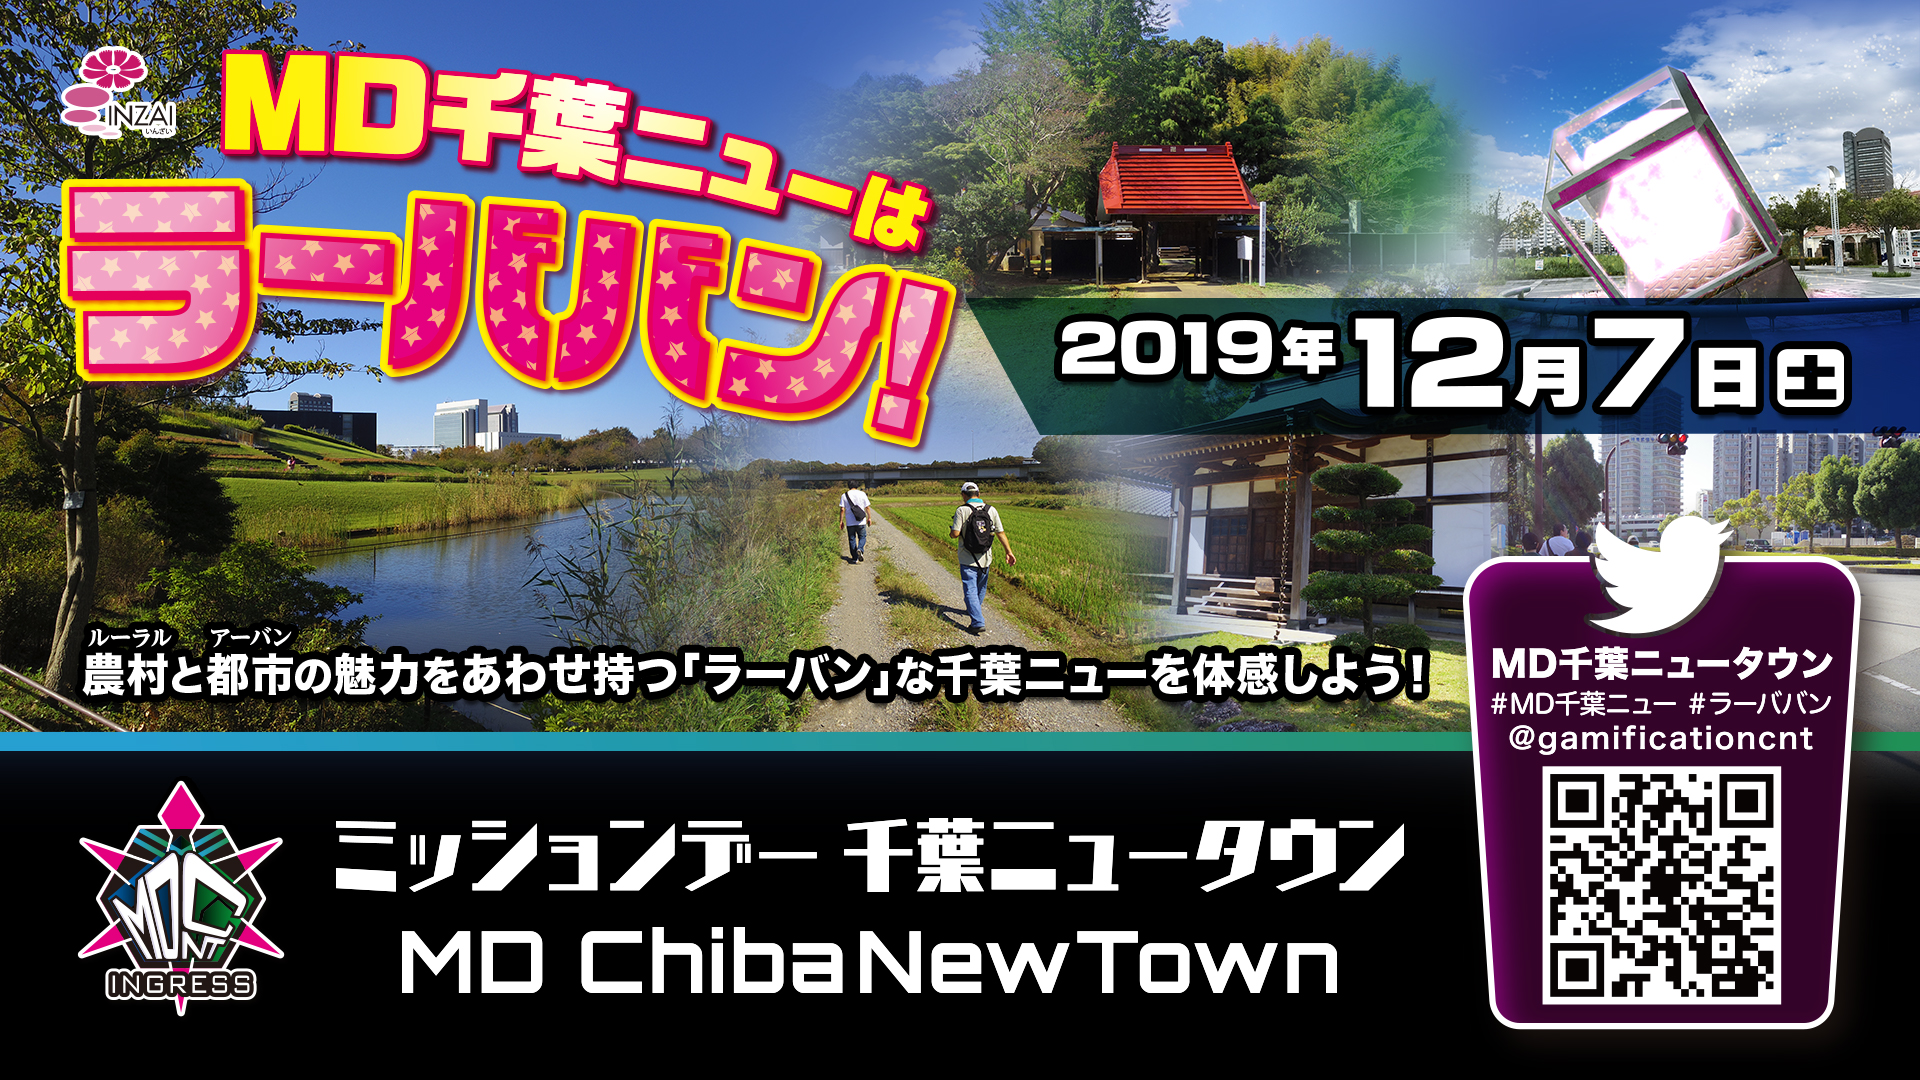 INZAI
いんざい
MD千葉ニューは
ラーババン!
2019年12月7日土
ルーラル アーバン
農村と都市の魅力をあわせ持つ「ラーバン」な千葉ニューを体感しよう!
MD千葉ニュータウン
#MD千葉ニュー #ラーババン
@gamificationcnt
MD CNT
INGRESS
ミッションデー 千葉ニュータウン
MD ChibaNewTown